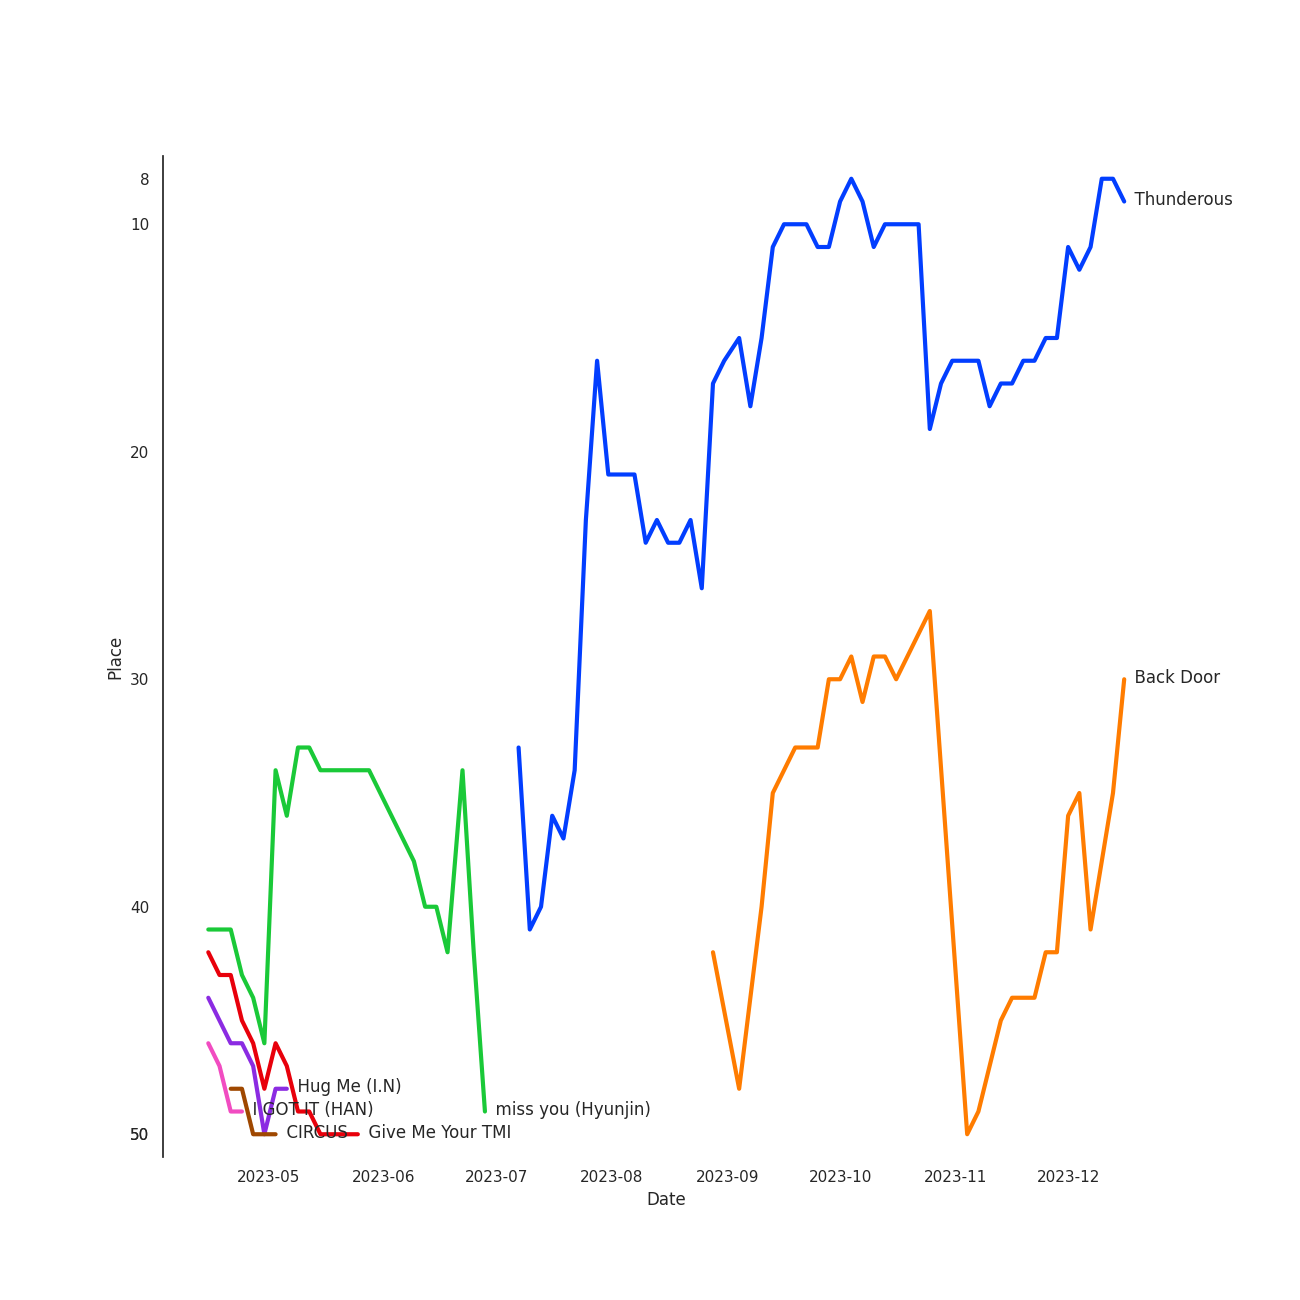 8
Thunderous
10
20
Place
30
Back Door
40
Hug Me (I.N)
I GOT IT (HAN)
miss you (Hyunjin)
50
CIRCUS
Give Me Your TMI
2023-05
2023-06
2023-07
2023-08
2023-09
2023-10
2023-11
2023-12
Date